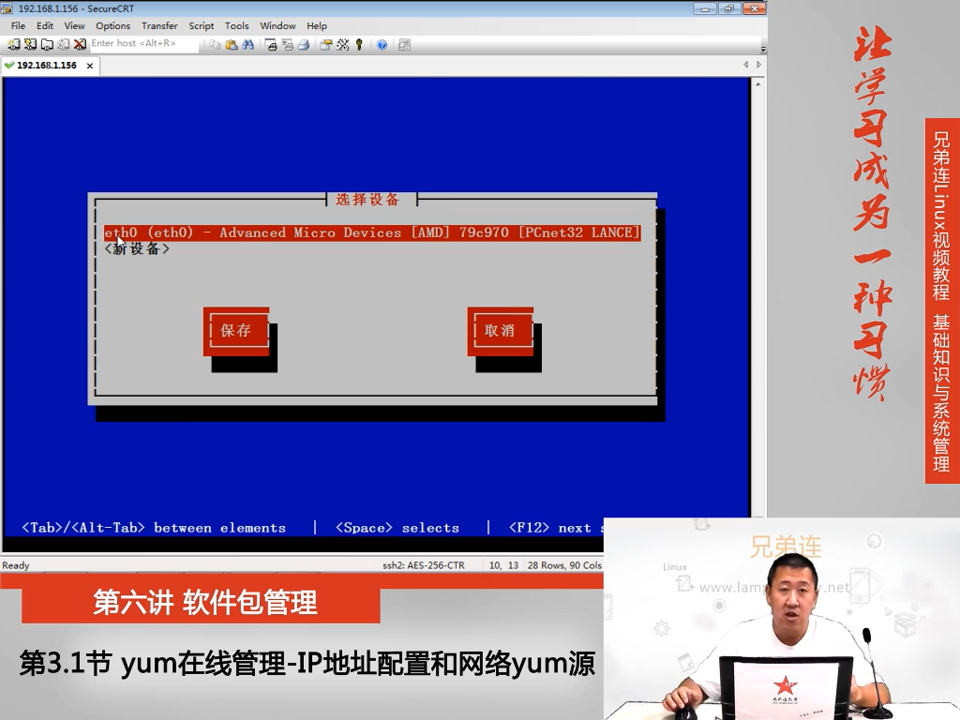 192.168.1.156 - SecureCRT
File Edit View Options Transfer Script Tools Window Help
Enter host <Alt+R>
192.168.1.156
选择设备
eth0 (eth0) - Advanced Micro Devices [AMD] 79c970 [PCnet32 LANCE]
<新设备>
保存
取消
<Tab>/<Alt-Tab> between elements | <Space> selects | <F12> next
Ready
ssh2: AES-256-CTR 10, 13 28 Rows, 90 Cols
让学习成为一种习惯
兄弟连Linux视频教程 基础知识与系统管理
兄弟连
Linux
第六讲 软件包管理
第3.1节 yum在线管理-IP地址配置和网络yum源